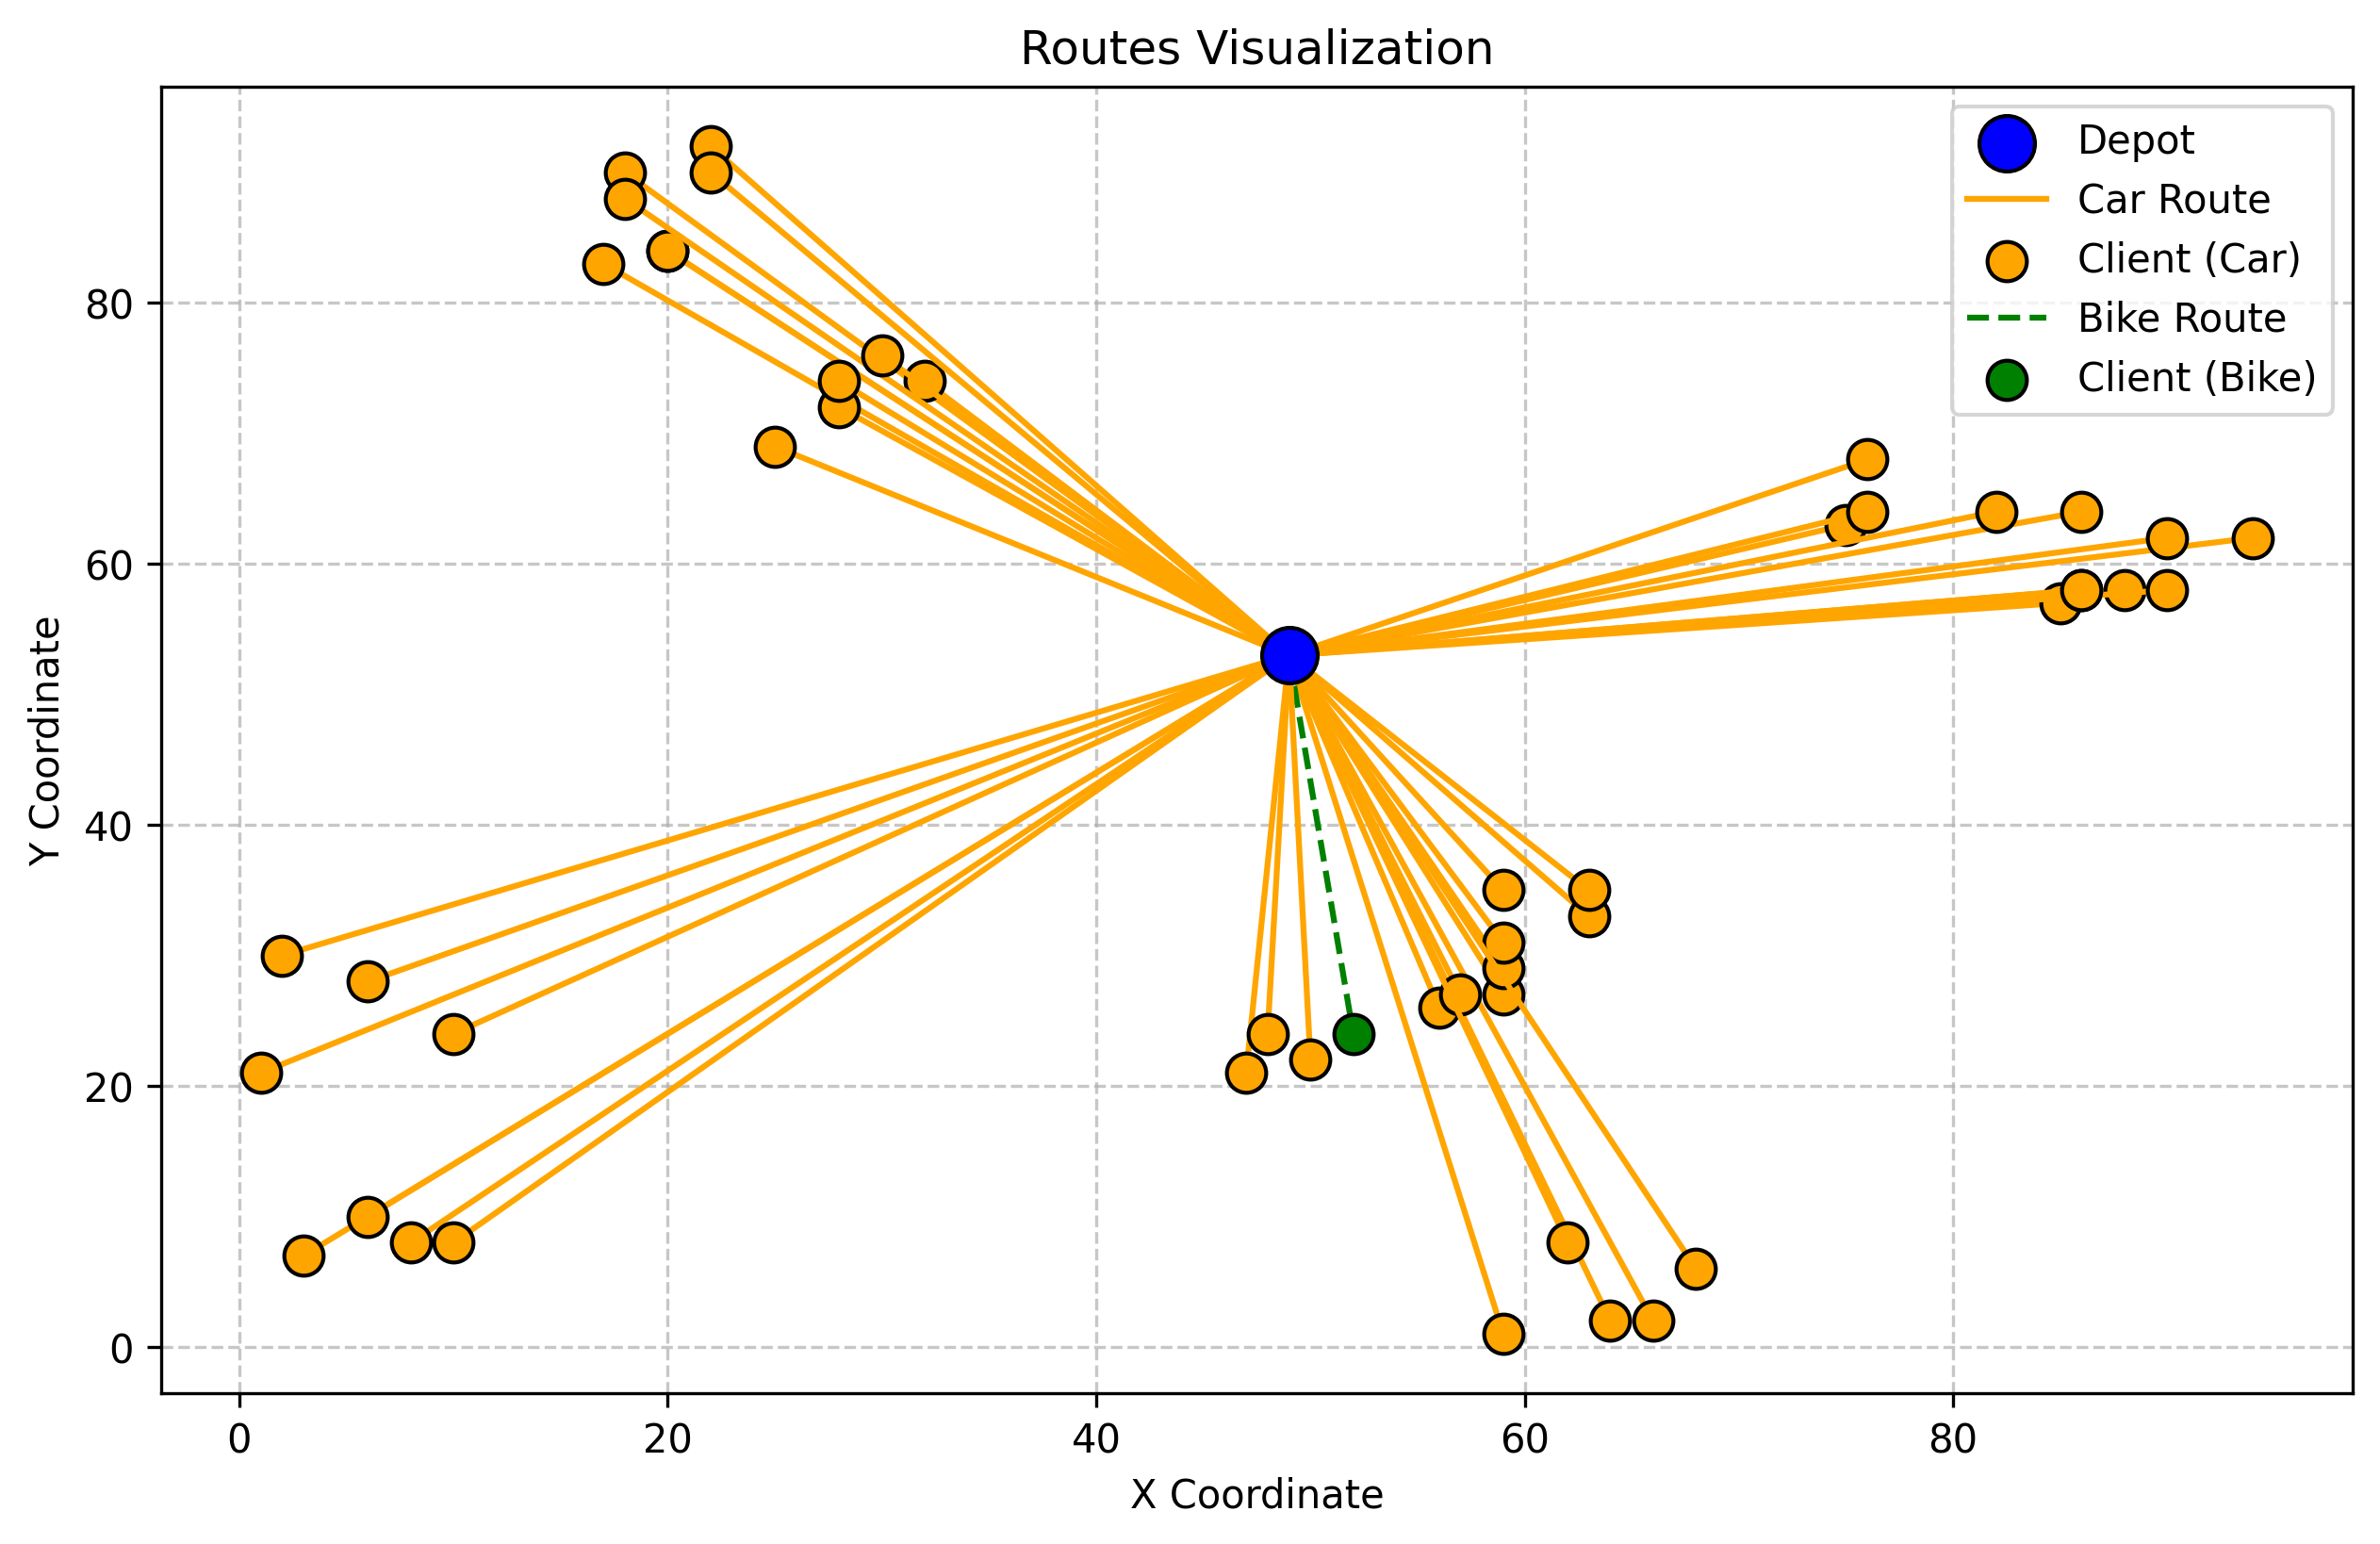 Routes Visualization
Depot
Car Route
Client (Car)
Bike Route
Client (Bike)
Y Coordinate
80
60
40
20
0
0 20 40 60 80
X Coordinate